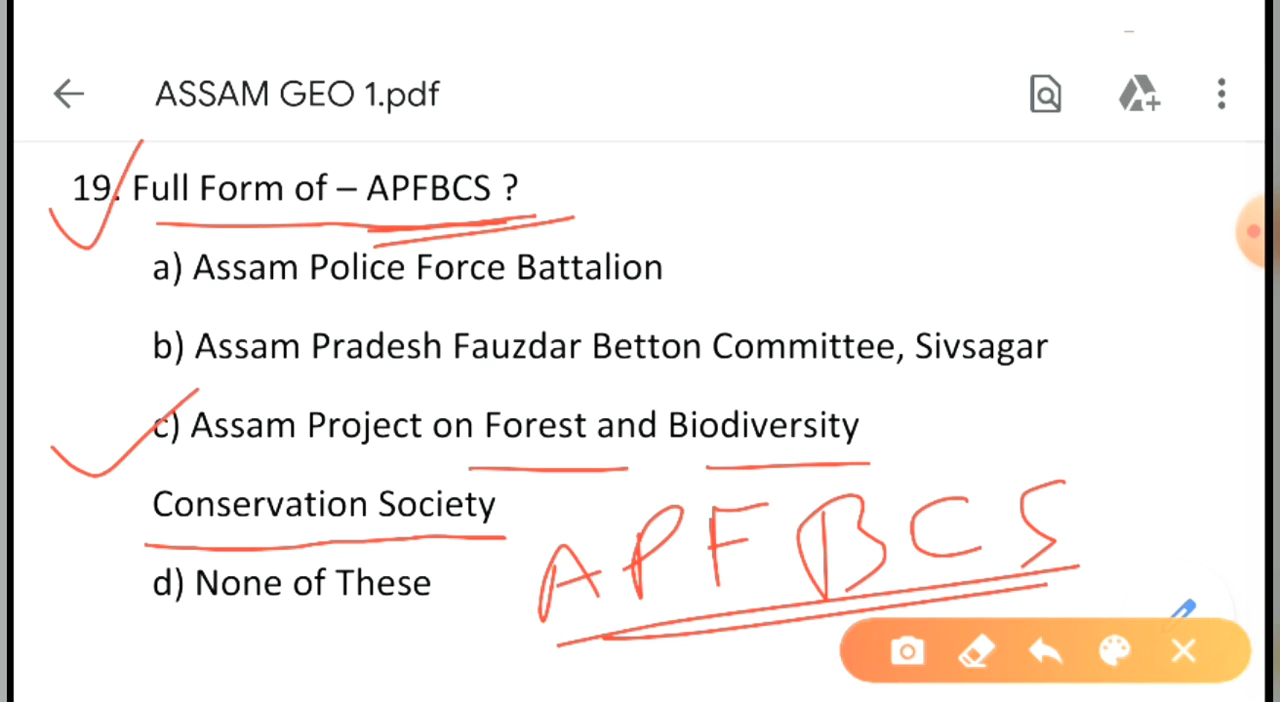 ASSAM GEO 1.pdf
19. Full Form of – APFBCS ?
a) Assam Police Force Battalion
b) Assam Pradesh Fauzdar Betton Committee, Sivsagar
c) Assam Project on Forest and Biodiversity
Conservation Society
APFBCS
d) None of These